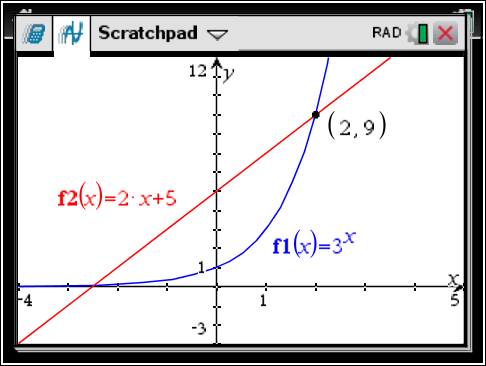 Scratchpad RAD
12 y
(2,9)
f2(x)=2·x+5
f1(x)=3^x
1
x
-4 1 5
-3